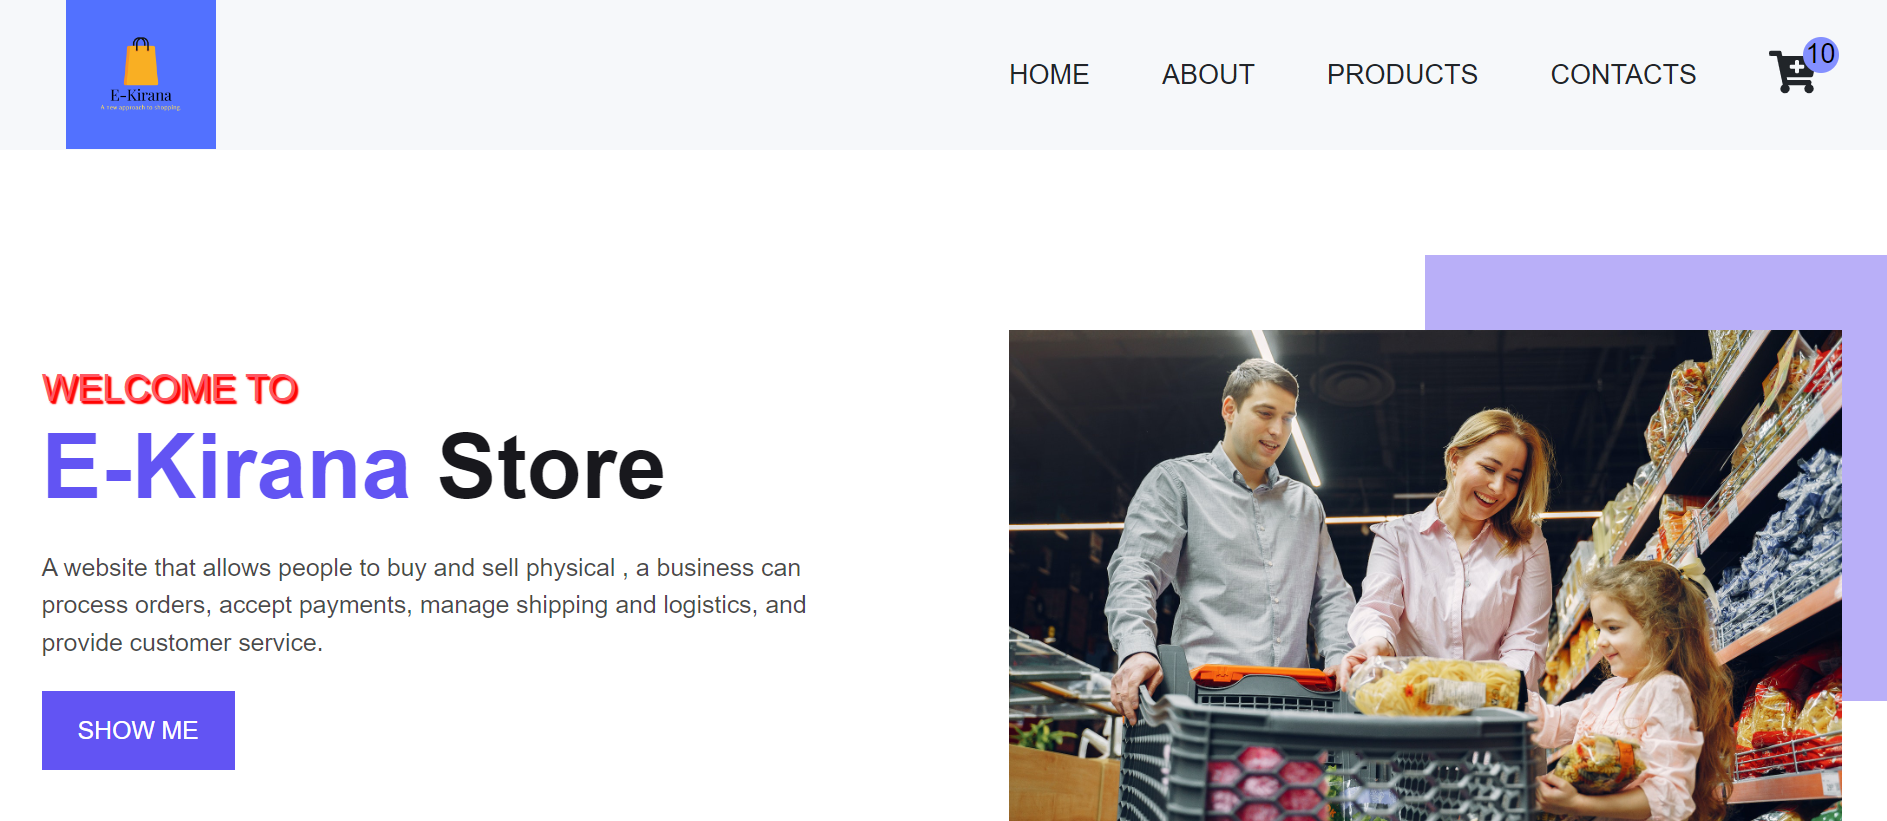 E-Kirana
A new approach to shopping
HOME ABOUT PRODUCTS CONTACTS 10
WELCOME TO
E-Kirana Store
A website that allows people to buy and sell physical , a business can
process orders, accept payments, manage shipping and logistics, and
provide customer service.
SHOW ME